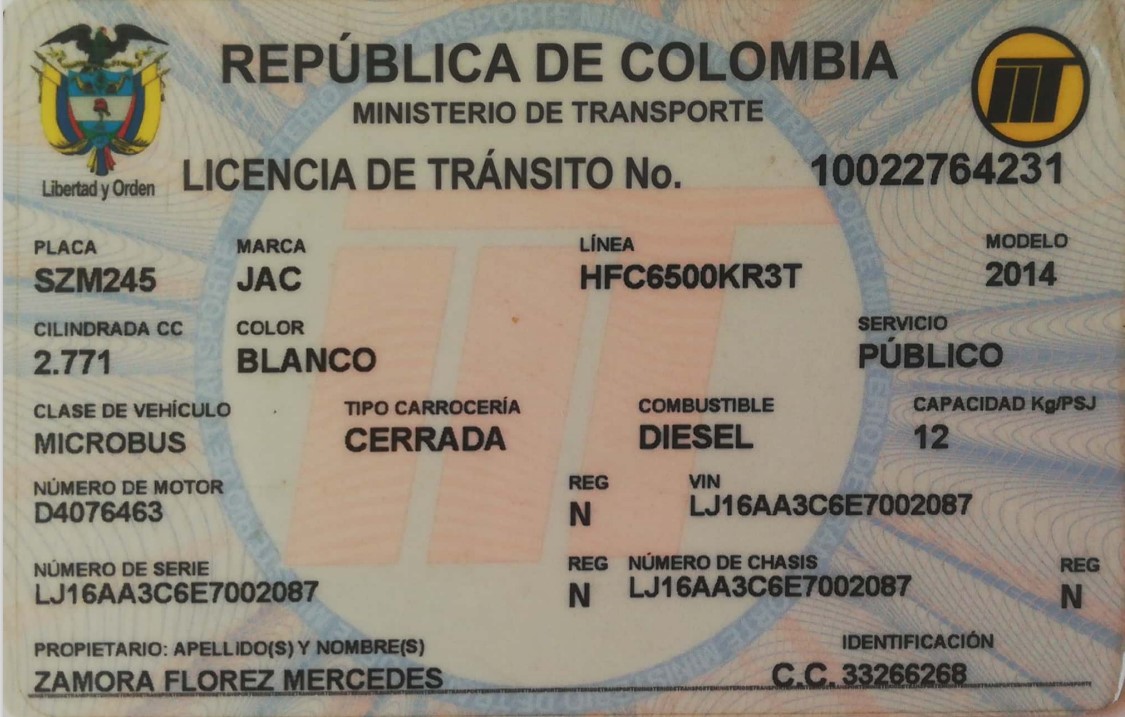 REPÚBLICA DE COLOMBIA
MINISTERIO DE TRANSPORTE
Libertad y Orden
LICENCIA DE TRÁNSITO No. 10022764231
PLACA MARCA LÍNEA MODELO
SZM245 JAC HFC6500KR3T 2014
CILINDRADA CC COLOR SERVICIO
2.771 BLANCO PÚBLICO
CLASE DE VEHÍCULO TIPO CARROCERÍA COMBUSTIBLE CAPACIDAD Kg/PSJ
MICROBUS CERRADA DIESEL 12
NÚMERO DE MOTOR REG VIN
D4076463 N LJ16AA3C6E7002087
NÚMERO DE SERIE REG NÚMERO DE CHASIS REG
LJ16AA3C6E7002087 N LJ16AA3C6E7002087 N
PROPIETARIO: APELLIDO(S) Y NOMBRE(S) IDENTIFICACIÓN
ZAMORA FLOREZ MERCEDES C.C. 33266268